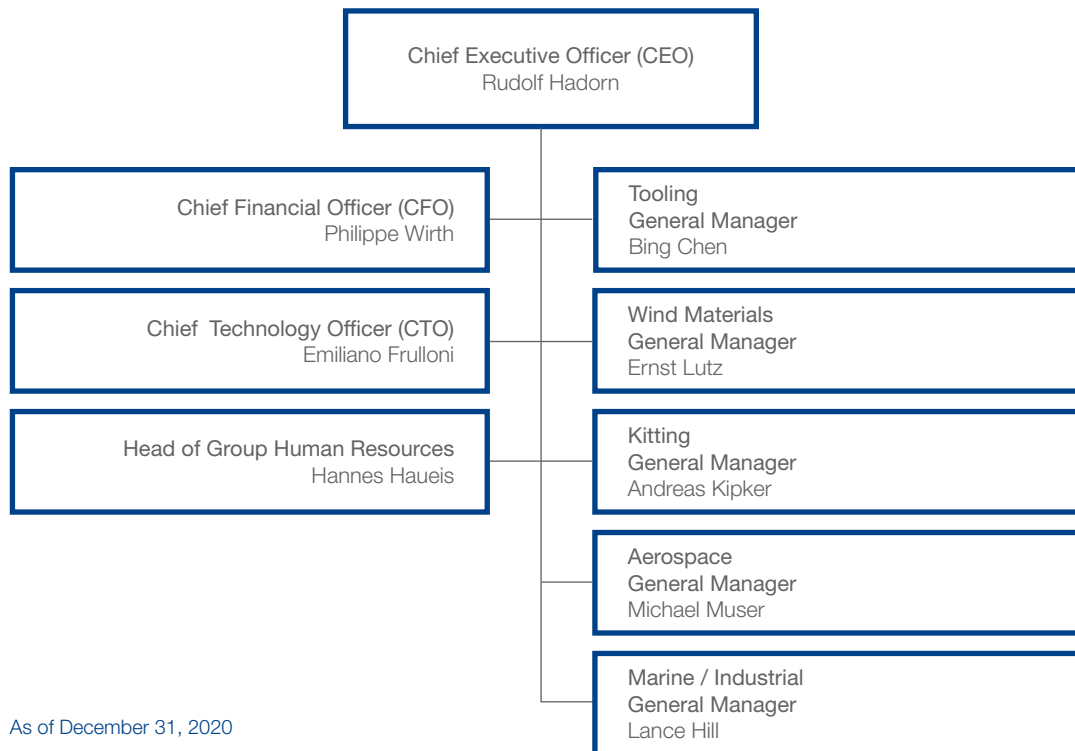 Chief Executive Officer (CEO)
Rudolf Hadorn
Chief Financial Officer (CFO)
Philippe Wirth
Tooling
General Manager
Bing Chen
Chief Technology Officer (CTO)
Emiliano Frulloni
Wind Materials
General Manager
Ernst Lutz
Head of Group Human Resources
Hannes Haueis
Kitting
General Manager
Andreas Kipker
Aerospace
General Manager
Michael Muser
Marine / Industrial
General Manager
Lance Hill
As of December 31, 2020